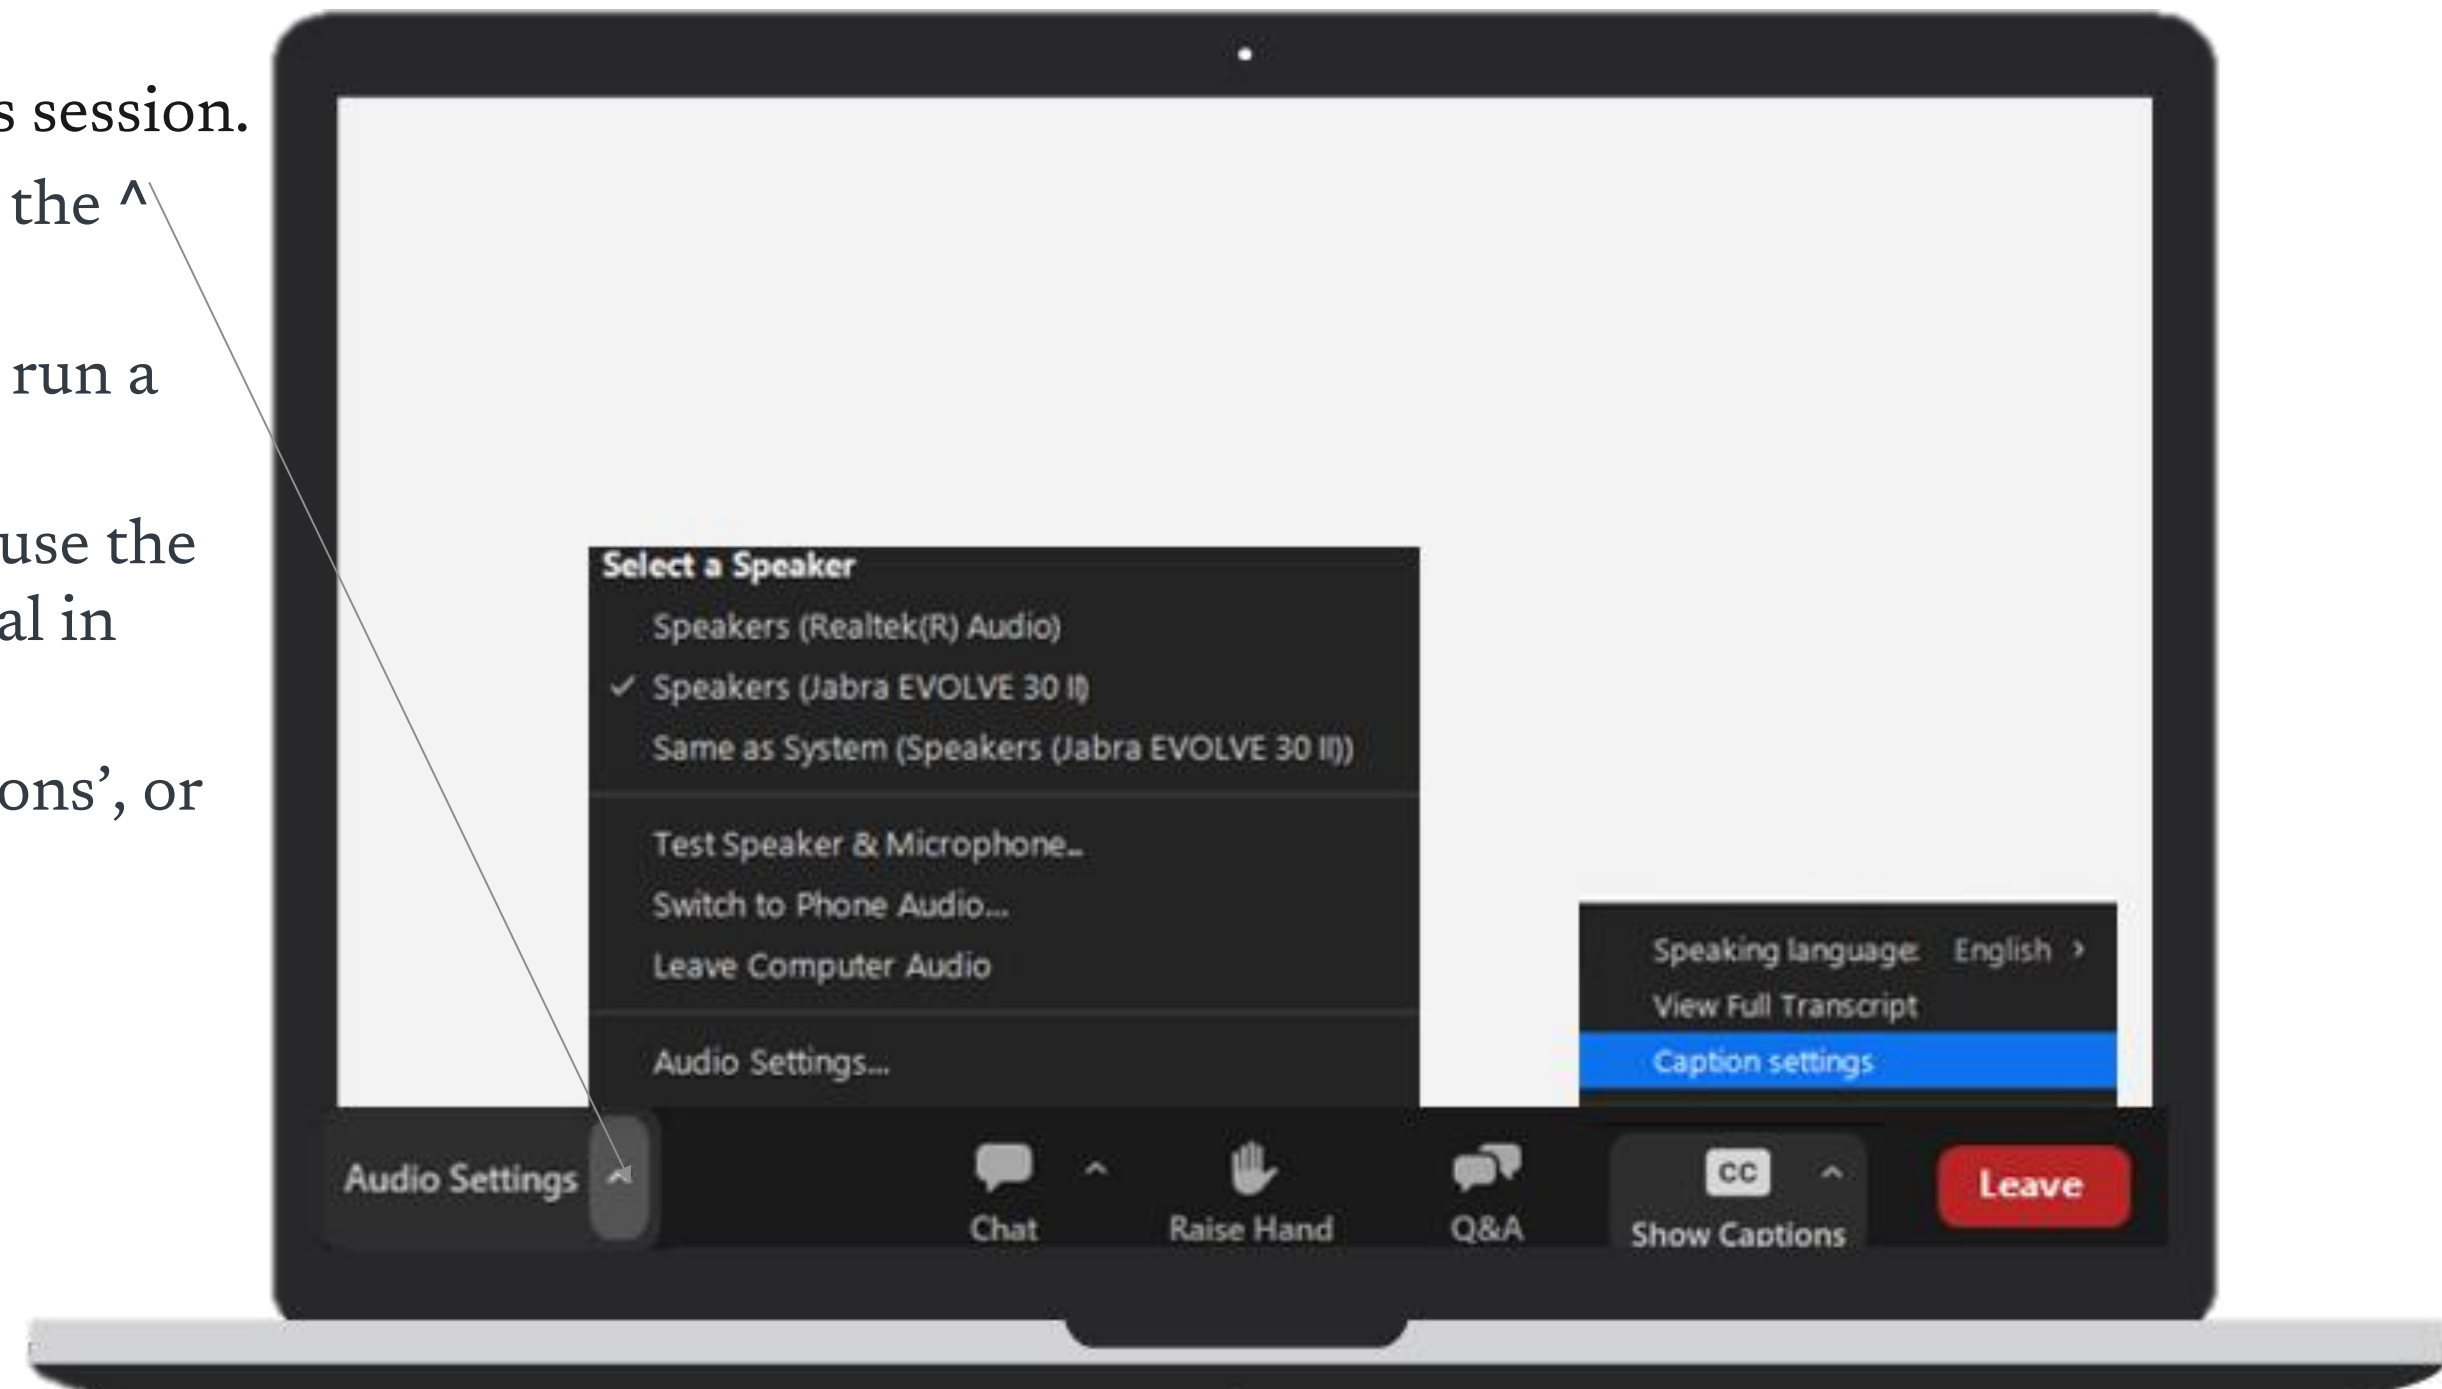 s session.
the ^
run a
use the
al in
ons’, or
Select a Speaker
Speakers (Realtek(R) Audio)
Speakers (Jabra EVOLVE 30 II)
Same as System (Speakers (Jabra EVOLVE 30 II))
Test Speaker & Microphone...
Switch to Phone Audio...
Leave Computer Audio
Audio Settings...
Speaking language: English >
View Full Transcript
Caption settings
Audio Settings ^
Chat ^
Raise Hand
Q&A
CC ^
Show Captions
Leave